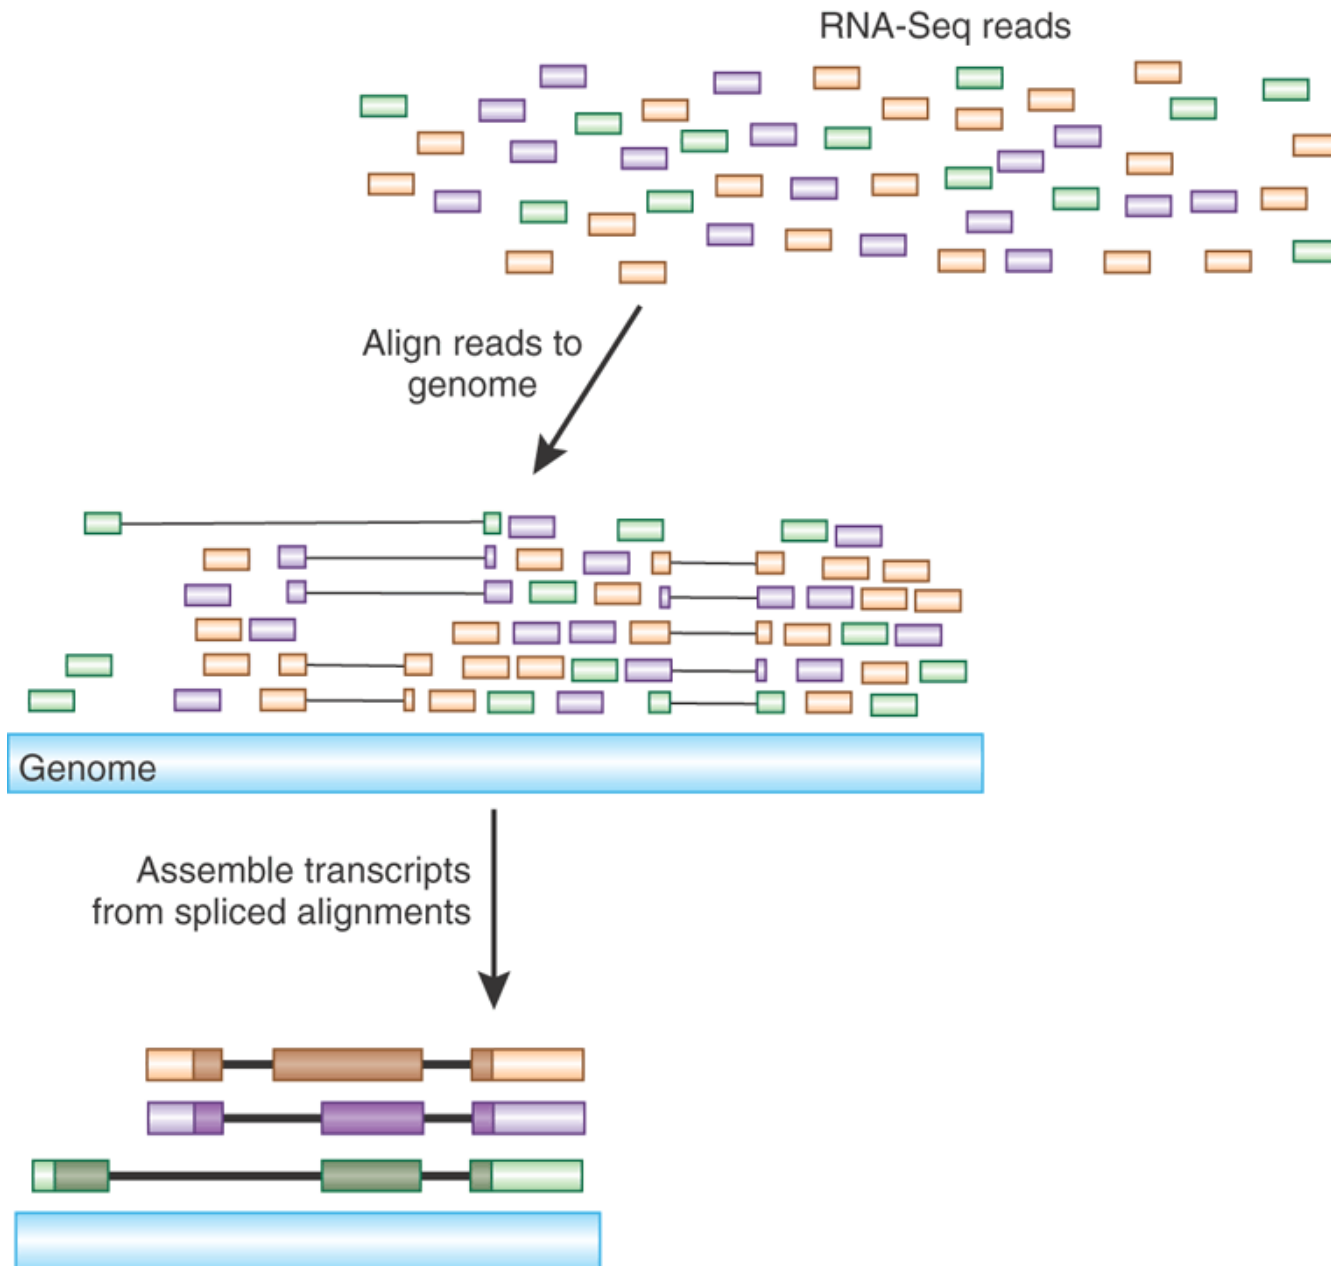 RNA-Seq reads
Align reads to
genome
Genome
Assemble transcripts
from spliced alignments